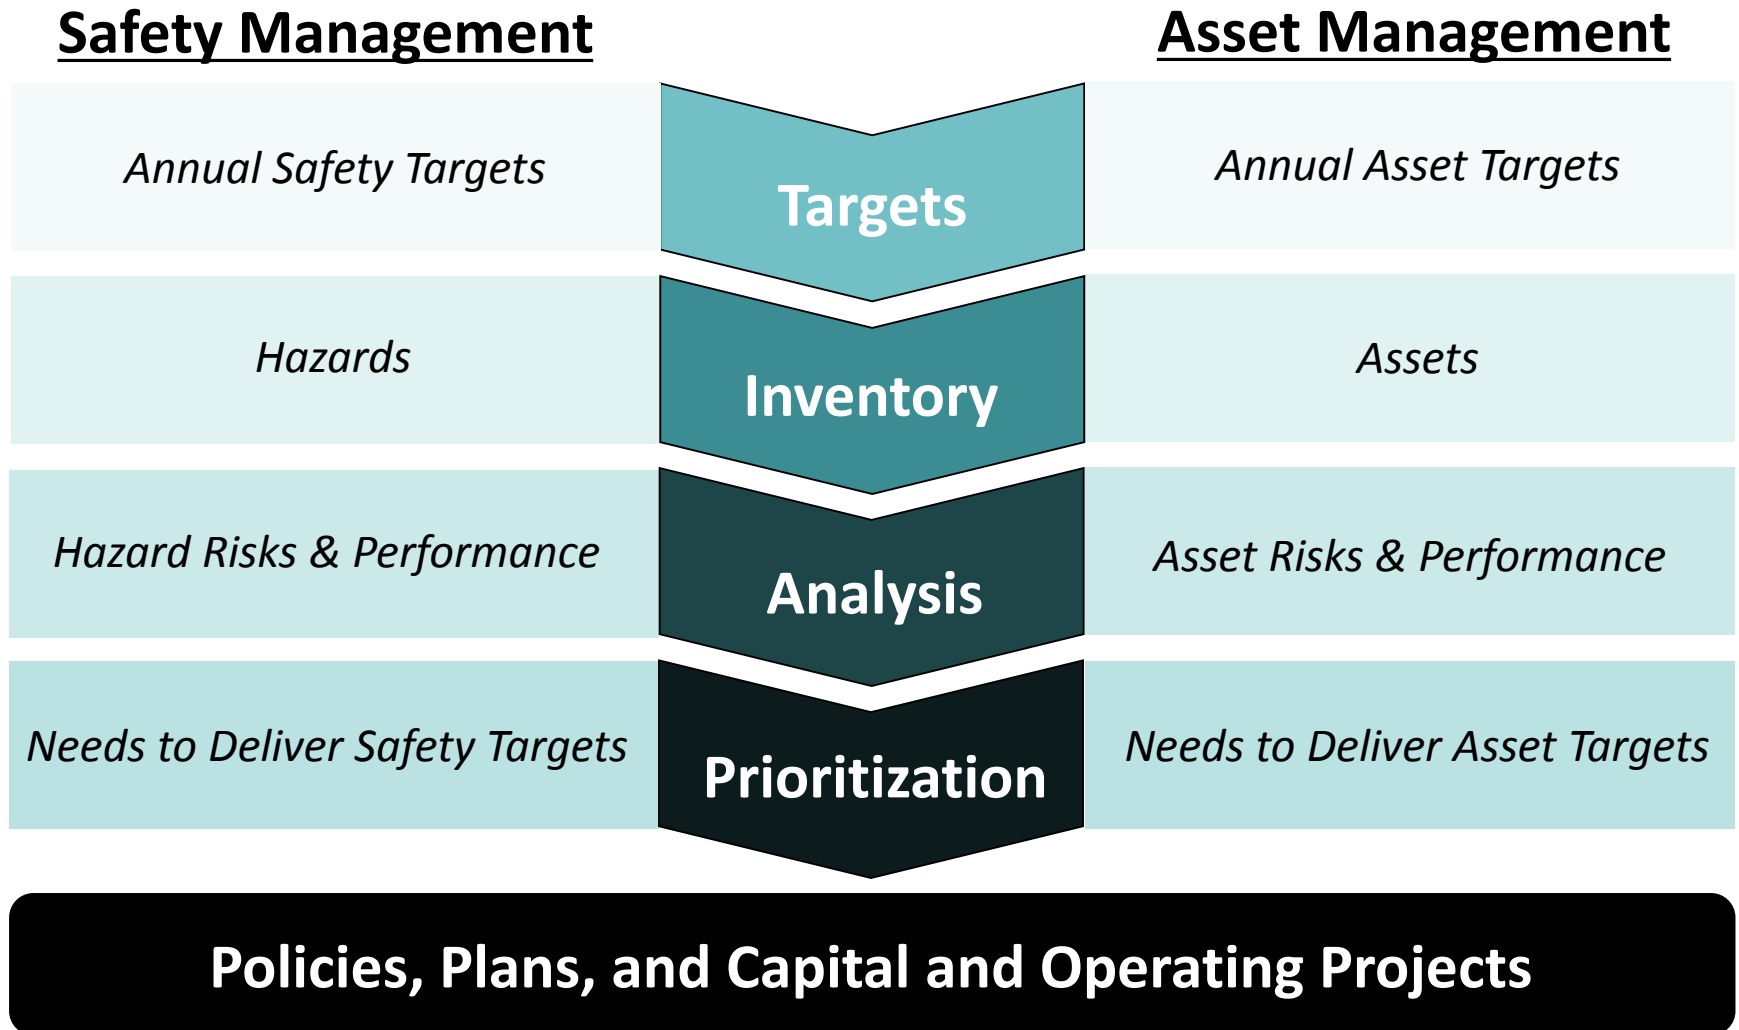 Safety Management
Asset Management
Annual Safety Targets
Targets
Annual Asset Targets
Hazards
Inventory
Assets
Hazard Risks & Performance
Analysis
Asset Risks & Performance
Needs to Deliver Safety Targets
Prioritization
Needs to Deliver Asset Targets
Policies, Plans, and Capital and Operating Projects